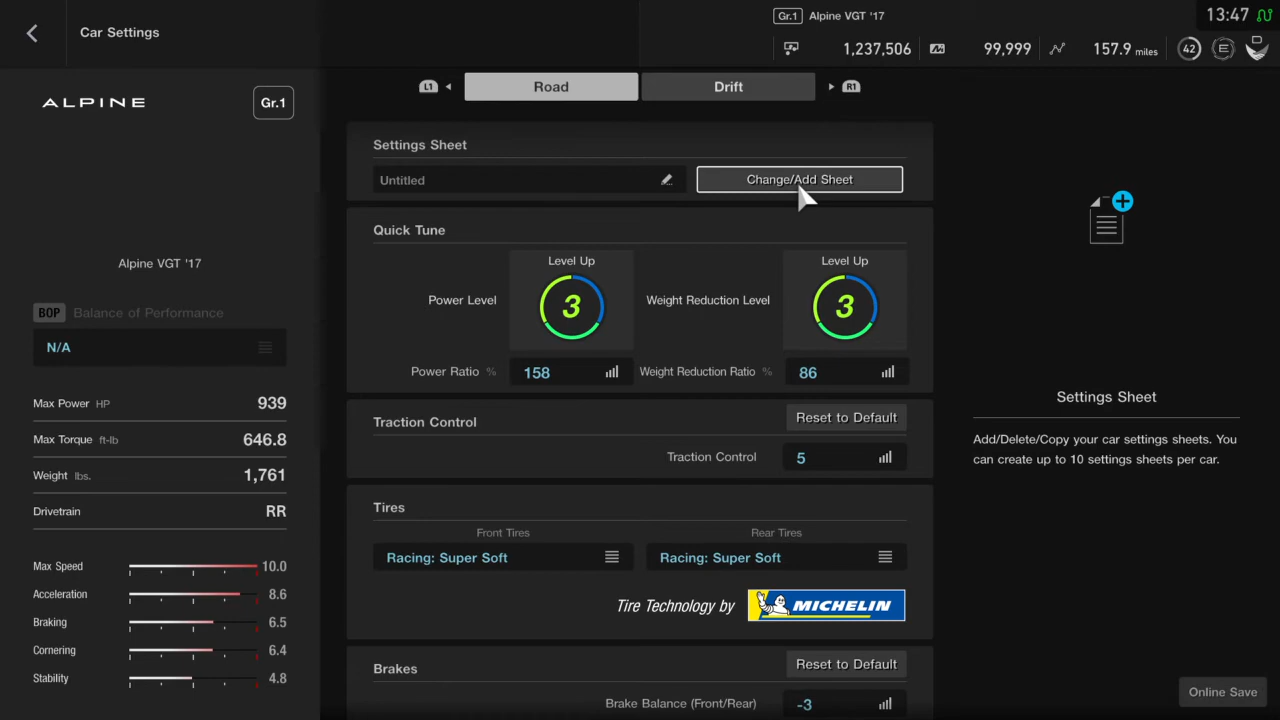 Car Settings
Gr.1 Alpine VGT '17
13:47
1,237,506 99,999 157.9 miles 42 E D
L1 Road Drift R1
ALPINE Gr.1
Settings Sheet
Untitled Change/Add Sheet
Quick Tune
Level Up Level Up
Power Level 3 Weight Reduction Level 3
Power Ratio % 158 Weight Reduction Ratio % 86
Alpine VGT '17
BOP Balance of Performance
N/A
Max Power HP 939
Max Torque ft-lb 646.8
Weight lbs. 1,761
Drivetrain RR
Max Speed 10.0
Acceleration 8.6
Braking 6.5
Cornering 6.4
Stability 4.8
Traction Control Reset to Default
Traction Control 5
Tires
Front Tires Rear Tires
Racing: Super Soft Racing: Super Soft
Tire Technology by MICHELIN
Brakes Reset to Default
Brake Balance (Front/Rear) -3
Settings Sheet
Add/Delete/Copy your car settings sheets. You
can create up to 10 settings sheets per car.
Online Save